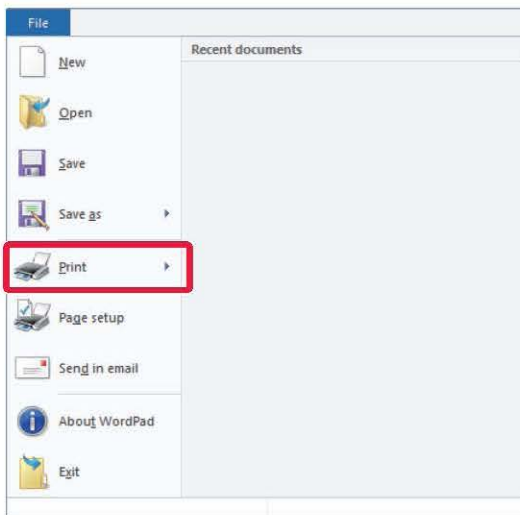 File
Recent documents
New
Open
Save
Save as
Print
Page setup
Send in email
About WordPad
Exit